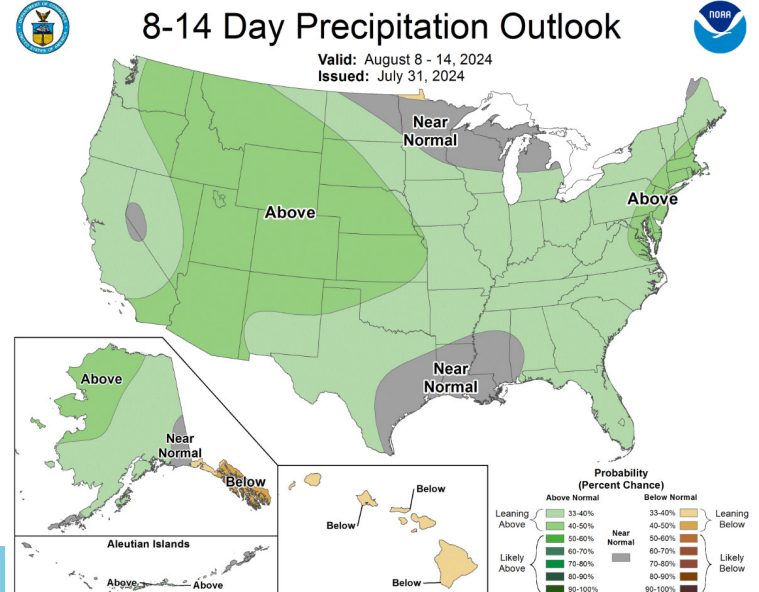 8-14 Day Precipitation Outlook
Valid: August 8 - 14, 2024
Issued: July 31, 2024
NOAA
Near
Normal
Above
Above
Near
Normal
Above
Near
Normal
Below
Below
Below
Below
Aleutian Islands
Above
Above
Probability
(Percent Chance)
Above Normal
Below Normal
Leaning
Above
33-40%
40-50%
50-60%
60-70%
70-80%
80-90%
90-100%
Likely
Above
Near
Normal
33-40%
40-50%
50-60%
60-70%
70-80%
80-90%
90-100%
Leaning
Below
Likely
Below